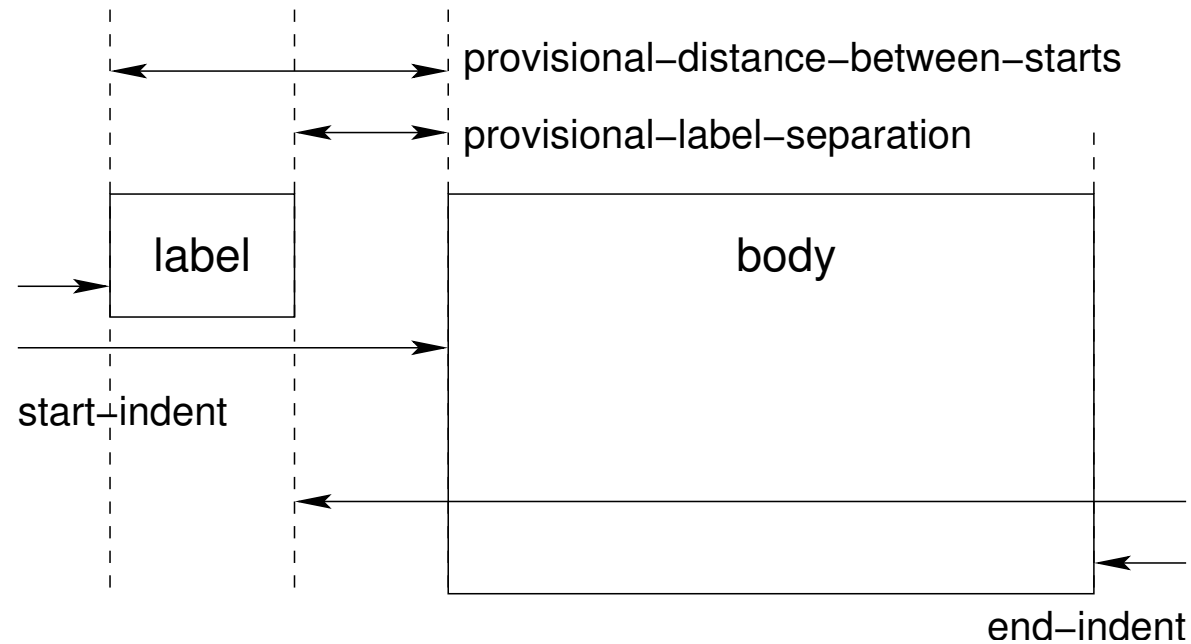 provisional−distance−between−starts
provisional−label−separation
label
body
start−indent
end−indent